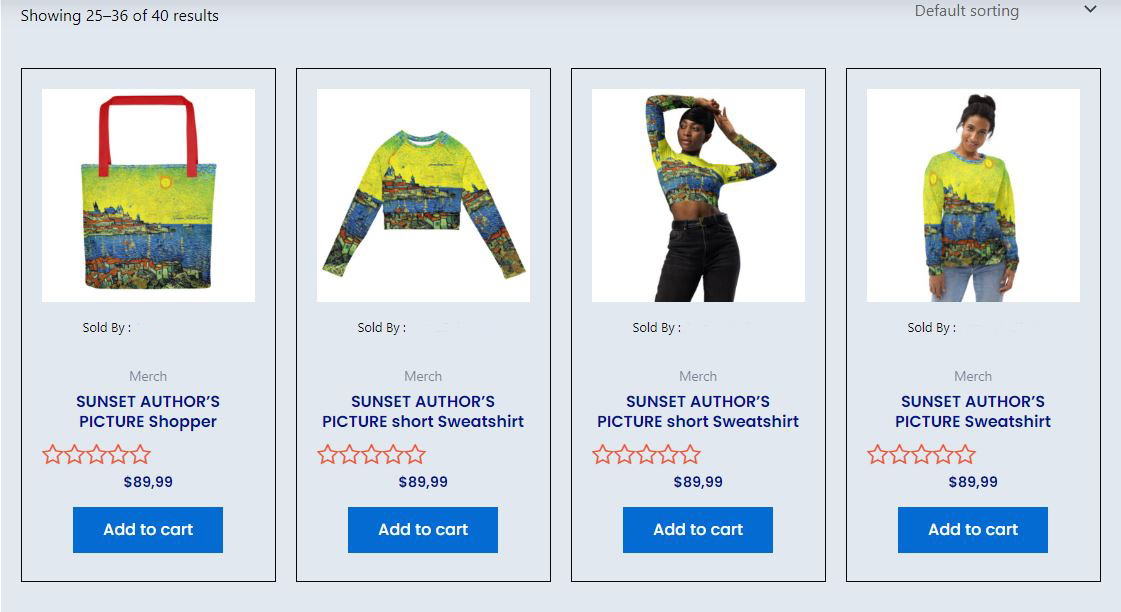 Showing 25–36 of 40 results
Default sorting
Sold By :
Merch
SUNSET AUTHOR’S
PICTURE Shopper
$89,99
Add to cart
Sold By :
Merch
SUNSET AUTHOR’S
PICTURE short Sweatshirt
$89,99
Add to cart
Sold By :
Merch
SUNSET AUTHOR’S
PICTURE short Sweatshirt
$89,99
Add to cart
Sold By :
Merch
SUNSET AUTHOR’S
PICTURE Sweatshirt
$89,99
Add to cart